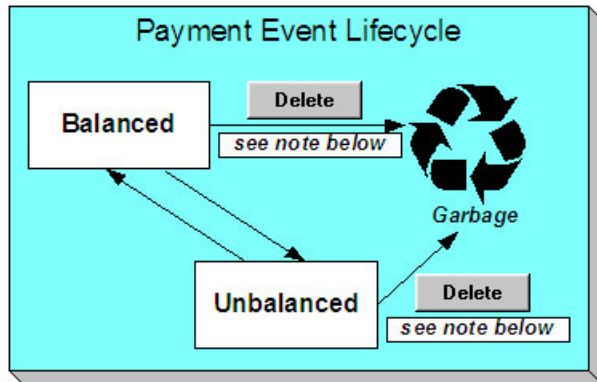 Payment Event Lifecycle
Delete
Balanced
see note below
Garbage
Unbalanced
Delete
see note below